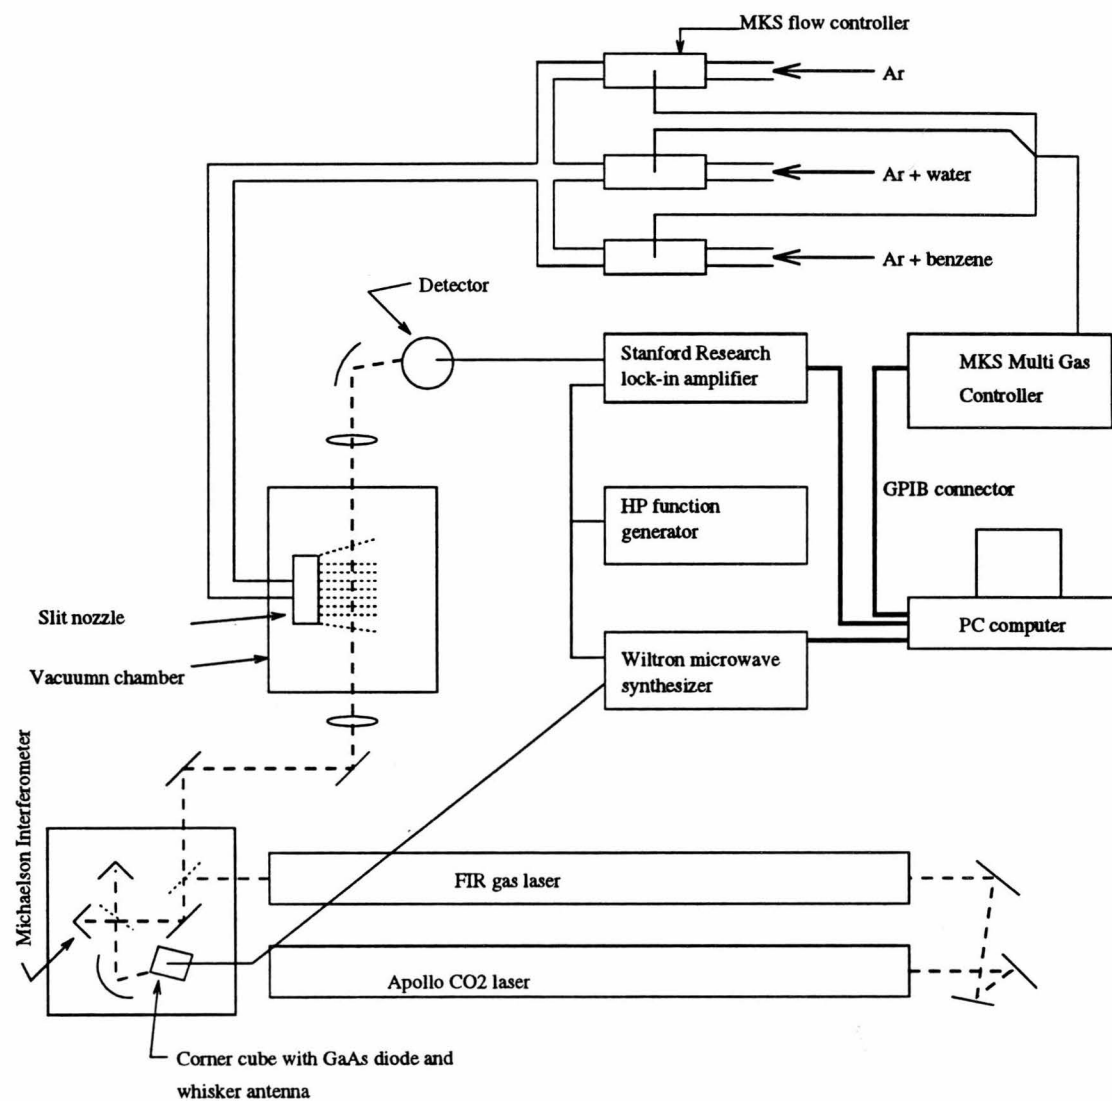 MKS flow controller
Ar
Ar + water
Ar + benzene
Detector
Stanford Research
lock-in amplifier
MKS Multi Gas
Controller
GPIB connector
HP function
generator
Slit nozzle
PC computer
Vacuumn chamber
Wiltron microwave
synthesizer
Michaelson Interferometer
FIR gas laser
Apollo CO2 laser
Corner cube with GaAs diode and
whisker antenna